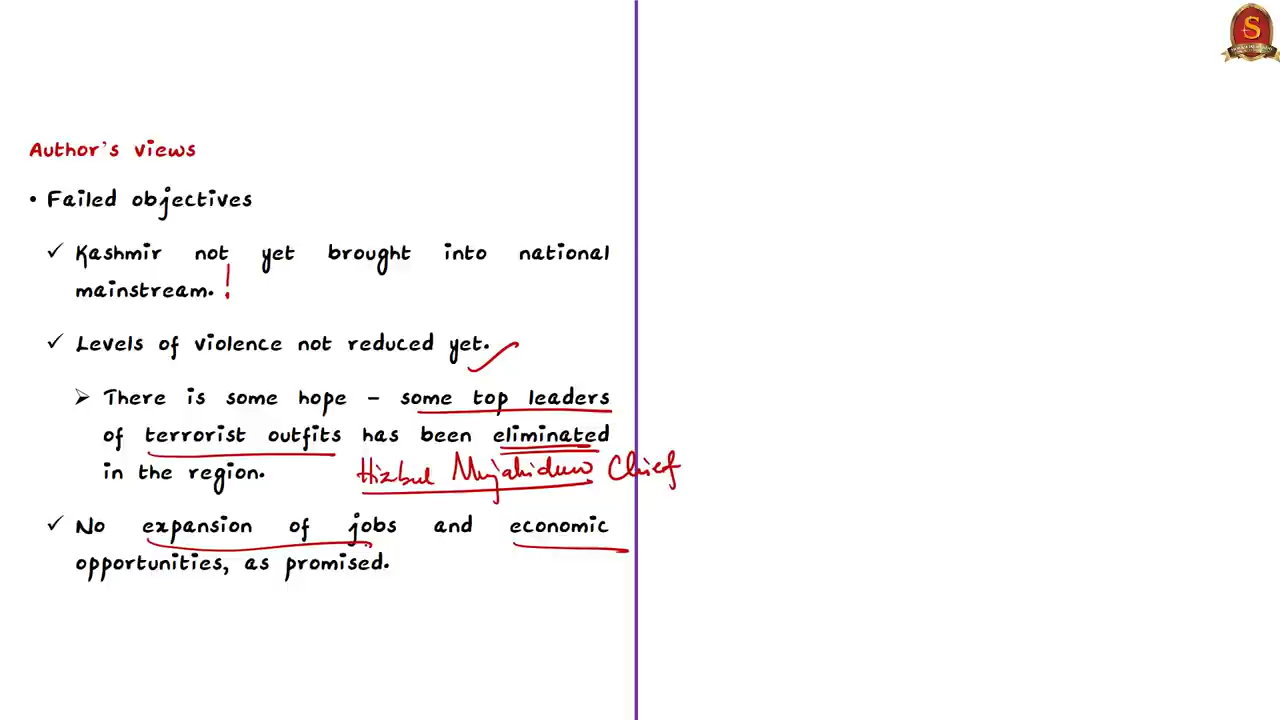 S
Author's views
• Failed objectives
✓ Kashmir not yet brought into national
mainstream. !
✓ Levels of violence not reduced yet.
➢ There is some hope – some top leaders
of terrorist outfits has been eliminated
in the region. Hizbul Mujahideen Chief
✓ No expansion of jobs and economic
opportunities, as promised.